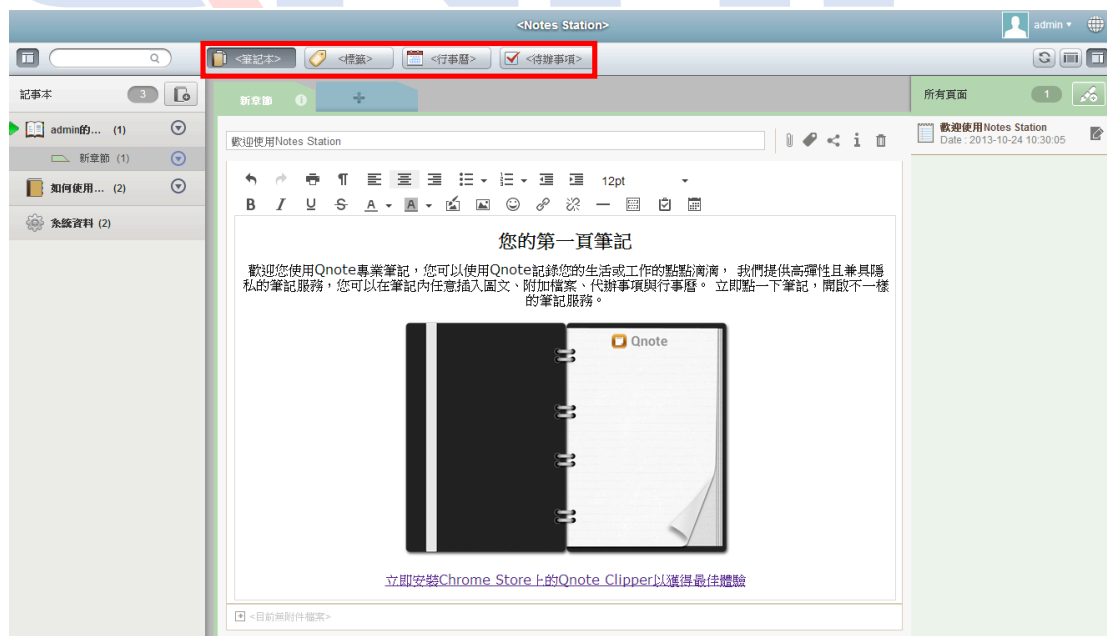 <Notes Station>
admin
<筆記本> <標籤> <行事曆> <待辦事項>
記事本 3
新章節
所有頁面 1
admin的... (1)
新章節 (1)
如何使用... (2)
系統資料 (2)
歡迎使用Notes Station
歡迎使用Notes Station
Date : 2013-10-24 10:30:05
12pt
B I U S A A
您的第一頁筆記
歡迎您使用Qnote專業筆記，您可以使用Qnote記錄您的生活或工作的點點滴滴， 我們提供高彈性且兼具隱
私的筆記服務，您可以在筆記內任意插入圖文、附加檔案、代辦事項與行事曆。 立即點一下筆記，開啟不一樣
的筆記服務。
Qnote
立即安裝Chrome Store上的Qnote Clipper以獲得最佳體驗
<目前無附件檔案>